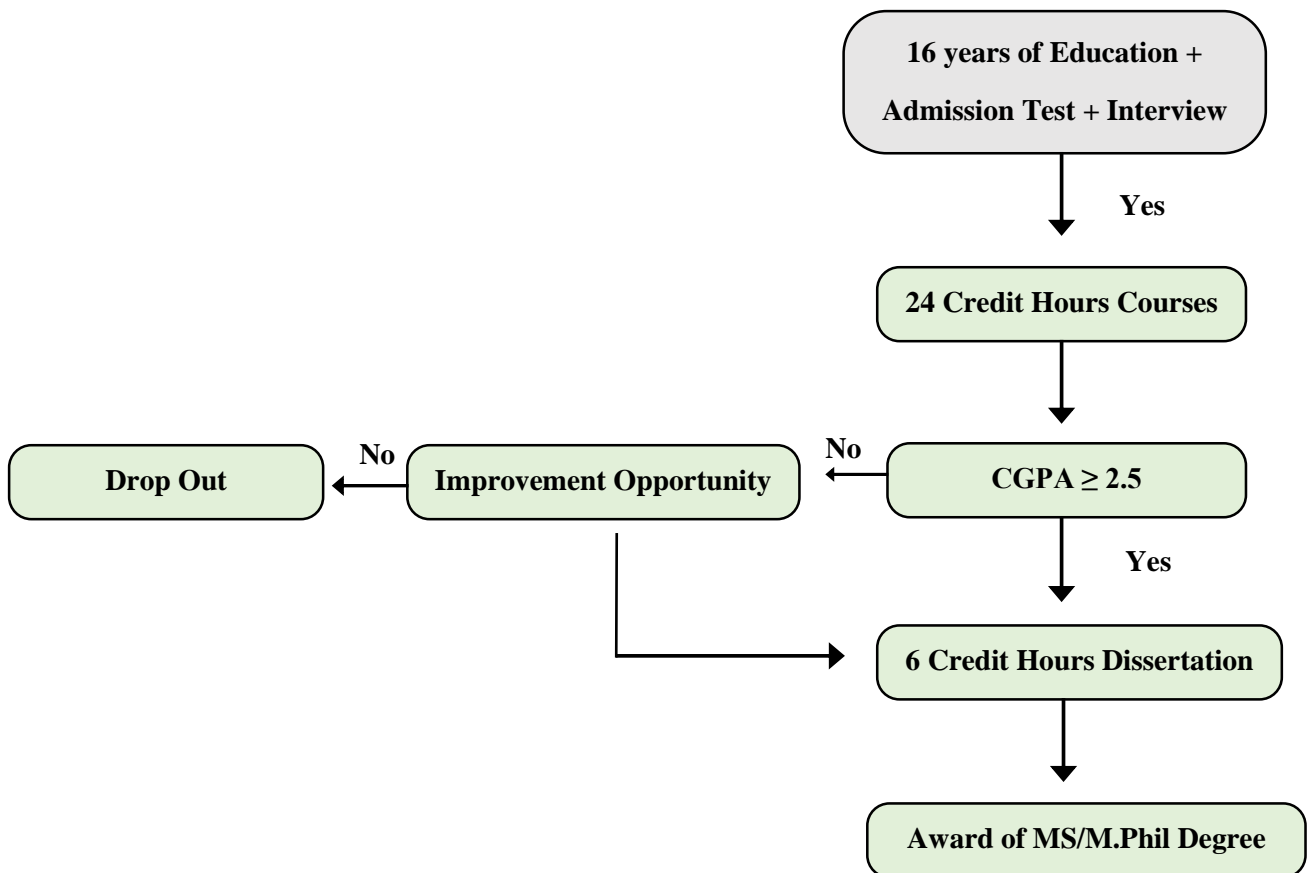 16 years of Education +
Admission Test + Interview
Yes
24 Credit Hours Courses
Drop Out
No
Improvement Opportunity
No
CGPA ≥ 2.5
Yes
6 Credit Hours Dissertation
Award of MS/M.Phil Degree